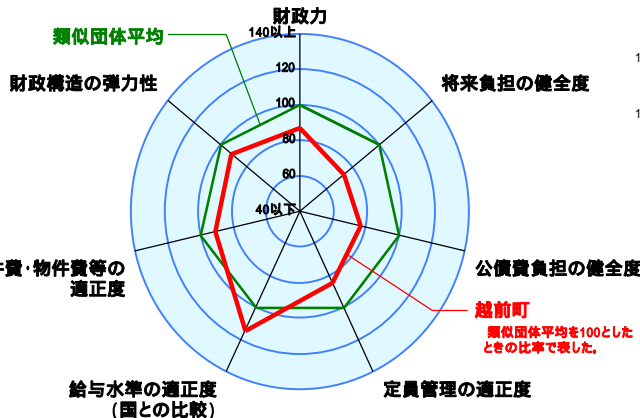 財政力
140以上
類似団体平均
120
財政構造の弾力性
将来負担の健全度
100
80
60
40以下
件費・物件費等の
適正度
公債費負担の健全度
越前町
類似団体平均を100とした
ときの比率で表した。
給与水準の適正度
(国との比較)
定員管理の適正度
1
1